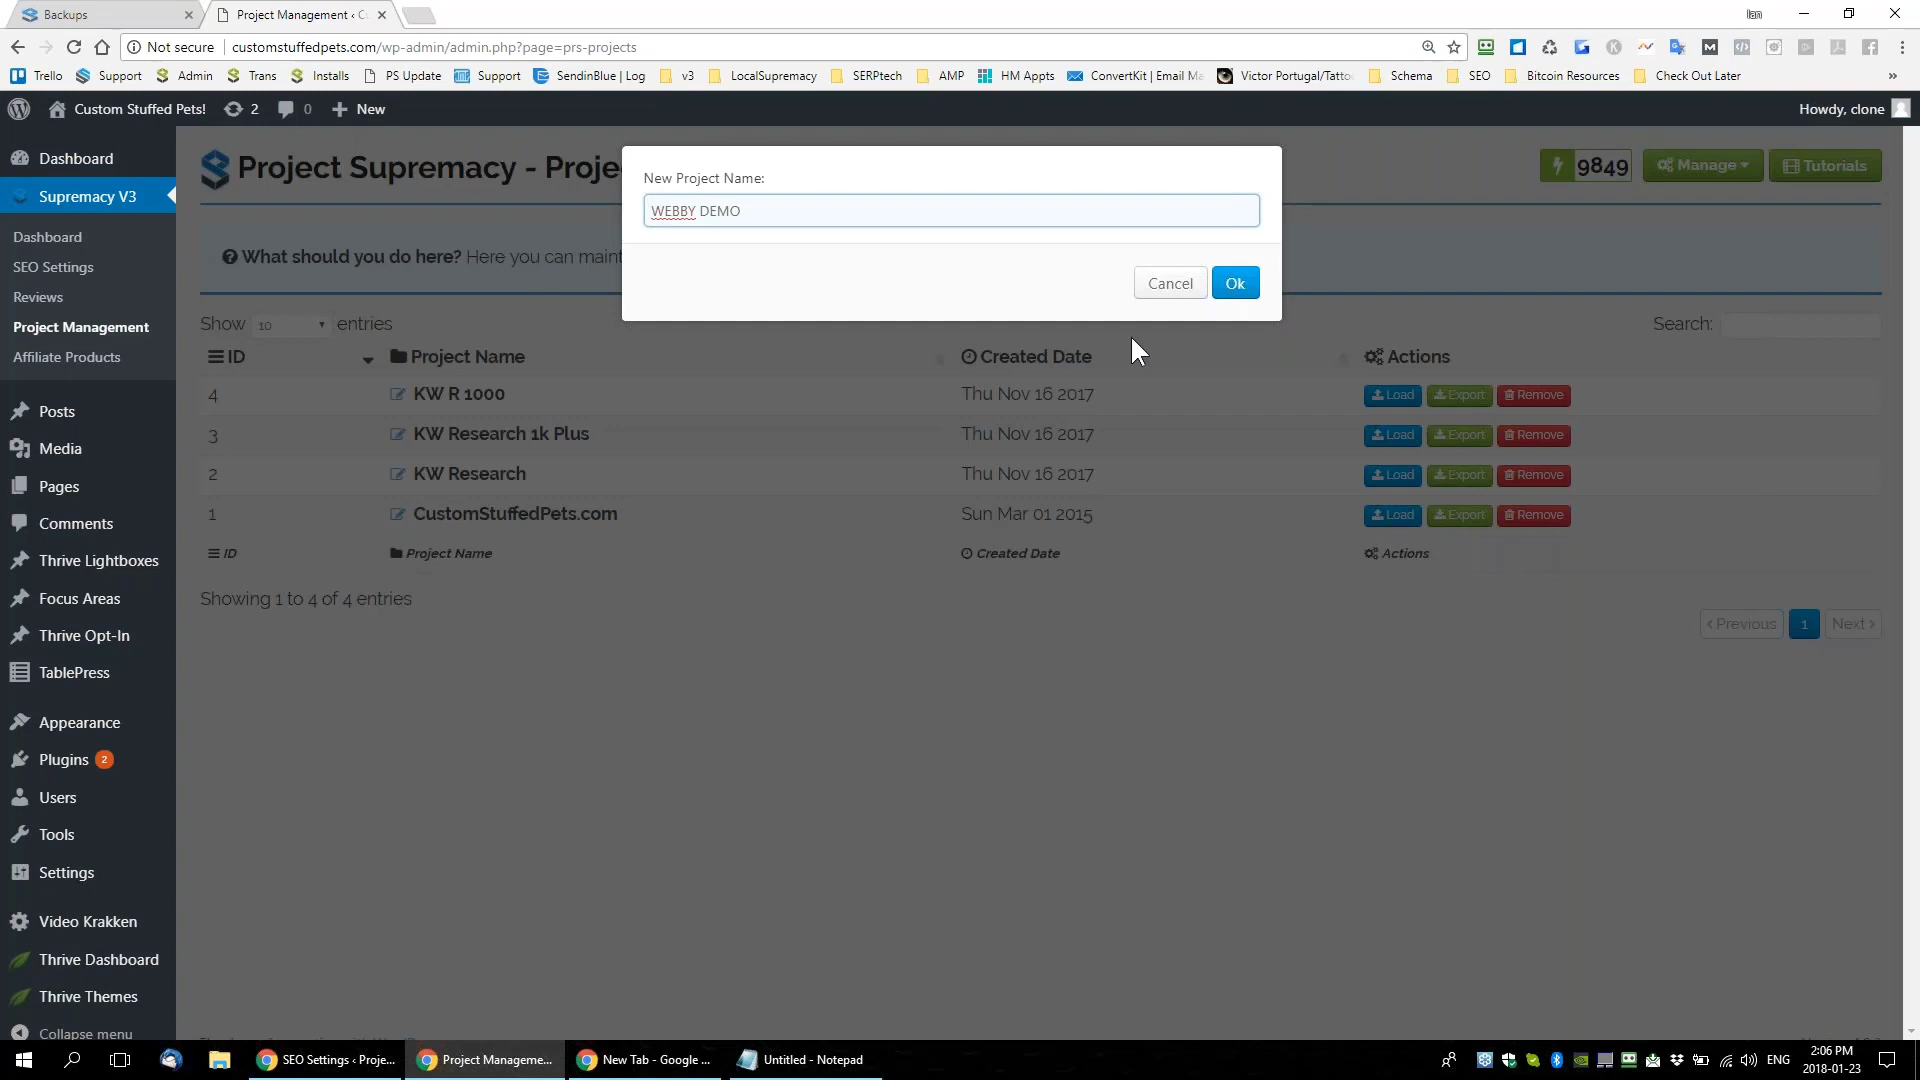 Backups
Project Management ‹ C
Ian
Not secure
customstuffedpets.com/wp-admin/admin.php?page=prs-projects
Trello
Support
Admin
Trans
Installs
PS Update
Support
SendinBlue | Log
v3
LocalSupremacy
SERPtech
AMP
HM Appts
ConvertKit | Email Ma
Victor Portugal/Tatto
Schema
SEO
Bitcoin Resources
Check Out Later
»
Custom Stuffed Pets!
2
0
New
Howdy, clone
Dashboard
Supremacy V3
Dashboard
SEO Settings
Reviews
Project Management
Affiliate Products
Posts
Media
Pages
Comments
Thrive Lightboxes
Focus Areas
Thrive Opt-In
TablePress
Appearance
Plugins 2
Users
Tools
Settings
Video Krakken
Thrive Dashboard
Thrive Themes
Collapse menu
Project Supremacy - Proje
9849
Manage
Tutorials
What should you do here? Here you can maint
New Project Name:
WEBBY DEMO
Cancel
Ok
Show 10 entries
Search:
ID
Project Name
Created Date
Actions
4
KW R 1000
Thu Nov 16 2017
Load
Export
Remove
3
KW Research 1k Plus
Thu Nov 16 2017
Load
Export
Remove
2
KW Research
Thu Nov 16 2017
Load
Export
Remove
1
CustomStuffedPets.com
Sun Mar 01 2015
Load
Export
Remove
ID
Project Name
Created Date
Actions
Showing 1 to 4 of 4 entries
‹ Previous
1
Next ›
SEO Settings ‹ Proje...
Project Manageme...
New Tab - Google ...
Untitled - Notepad
ENG
2:06 PM
2018-01-23